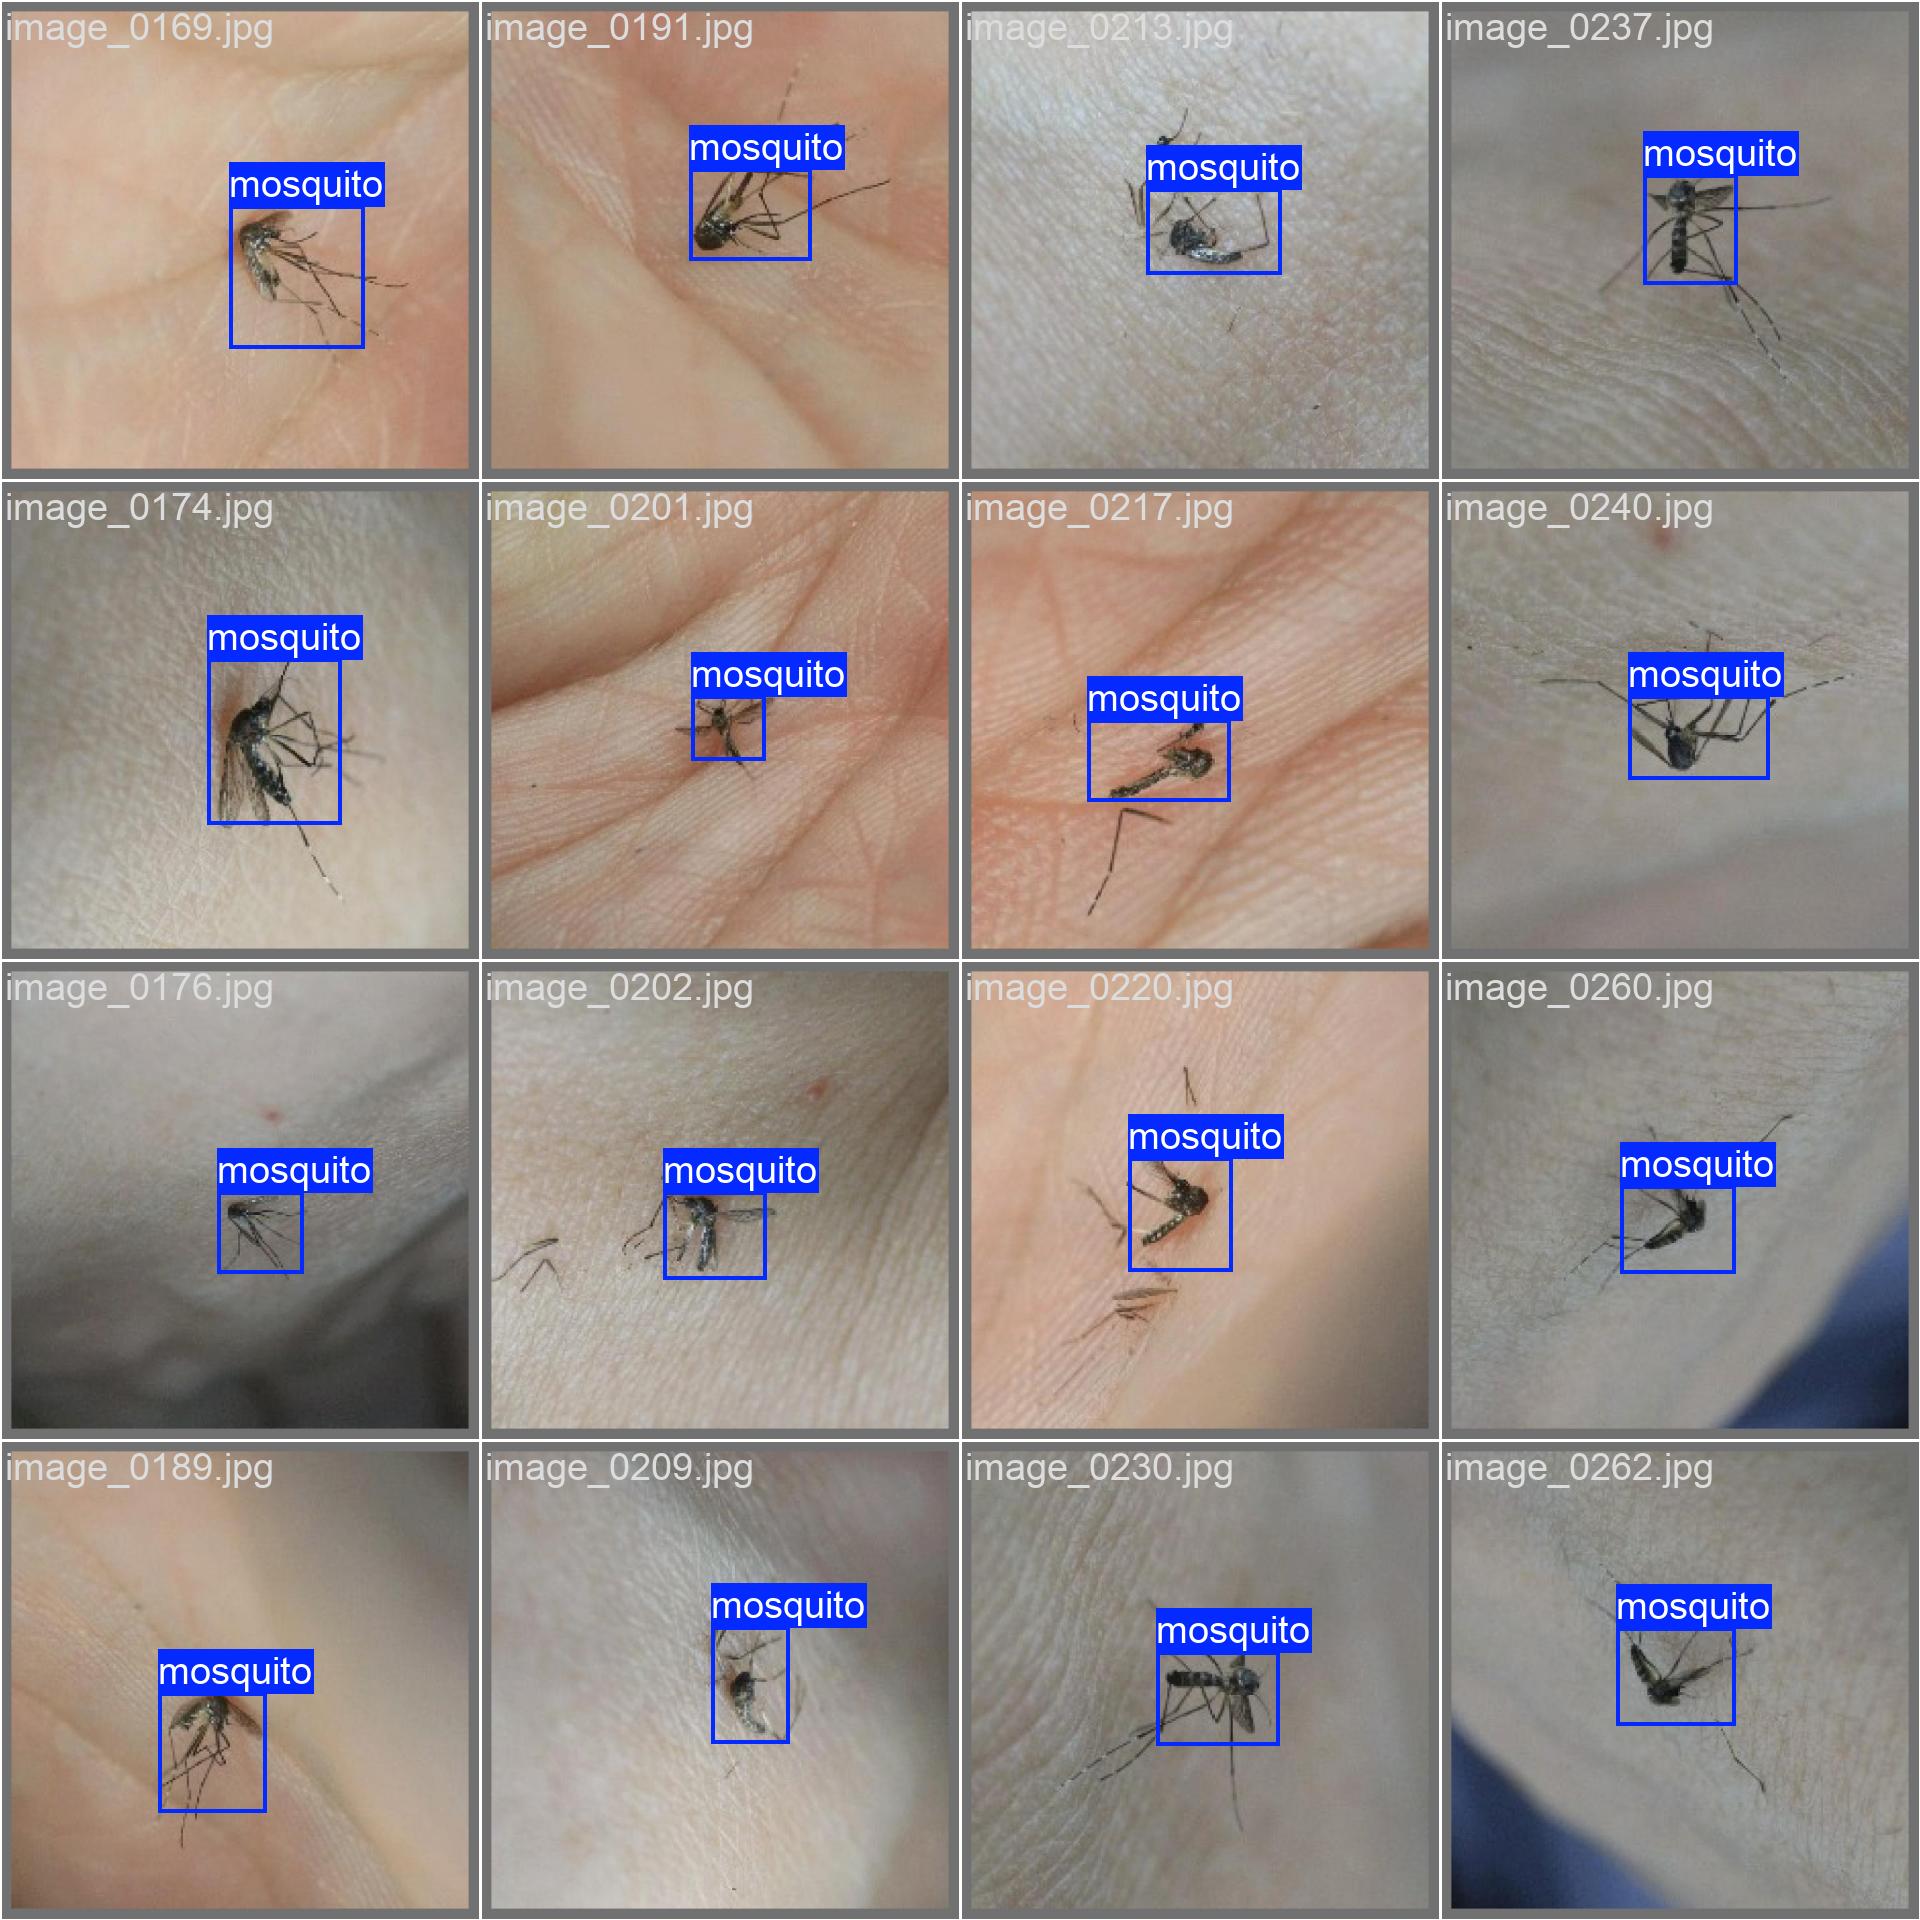 image_0169.jpg
mosquito
image_0191.jpg
mosquito
image_0213.jpg
mosquito
image_0237.jpg
mosquito
image_0174.jpg
mosquito
image_0201.jpg
mosquito
image_0217.jpg
mosquito
image_0240.jpg
mosquito
image_0176.jpg
mosquito
image_0202.jpg
mosquito
image_0220.jpg
mosquito
image_0260.jpg
mosquito
image_0189.jpg
mosquito
image_0209.jpg
mosquito
image_0230.jpg
mosquito
image_0262.jpg
mosquito